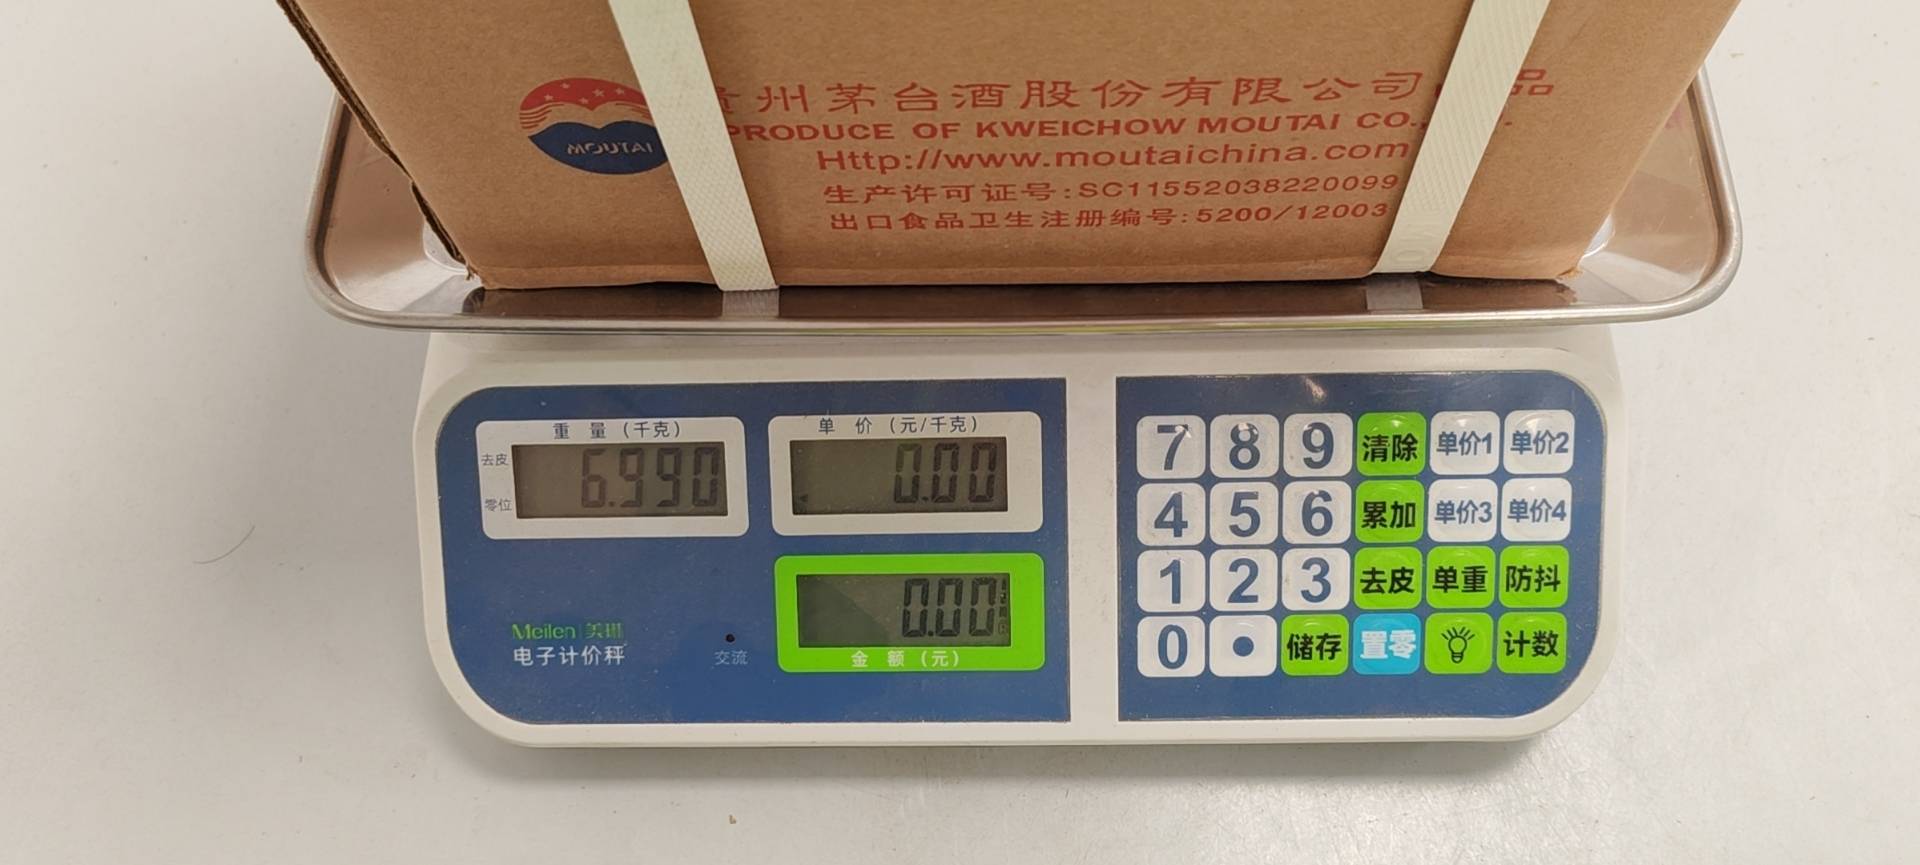 MOUTAI
州茅台酒股份有限公司 品
PRODUCE OF KWEICHOW MOUTAI CO.,
Http://www.moutaichina.com
生产许可证号:SC11552038220099
出口食品卫生注册编号:5200/12003
重 量 (千克)
去皮
零位
6.990
单 价 (元/千克)
0.00
0.00
金 额 (元)
Meilen 美琳
电子计价秤
交流
7 8 9 清除 单价1 单价2
4 5 6 累加 单价3 单价4
1 2 3 去皮 单重 防抖
0 • 储存 置零 计数